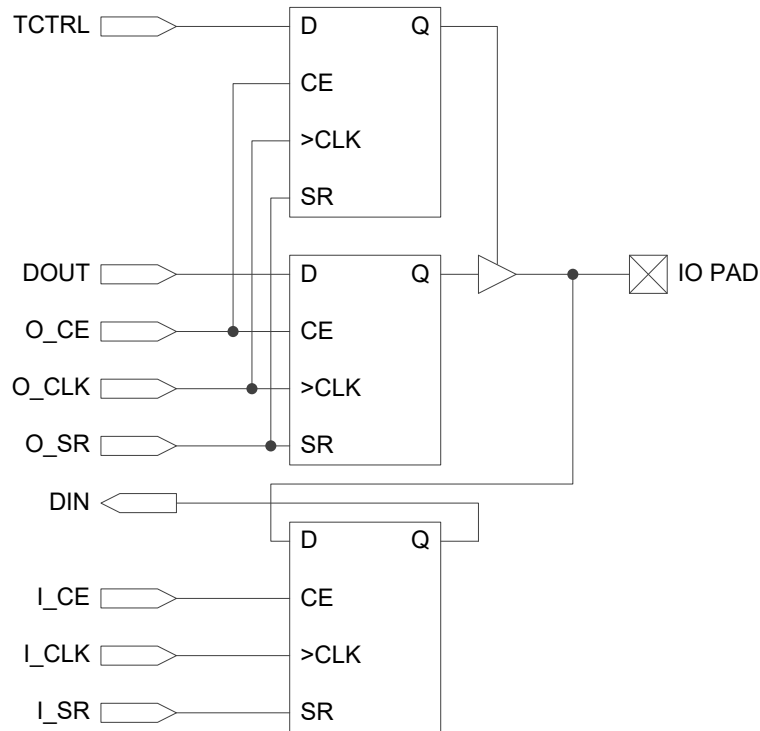 TCTRL D Q
CE
>CLK
SR
DOUT D Q IO PAD
O_CE CE
O_CLK >CLK
O_SR SR
DIN
D Q
I_CE CE
I_CLK >CLK
I_SR SR